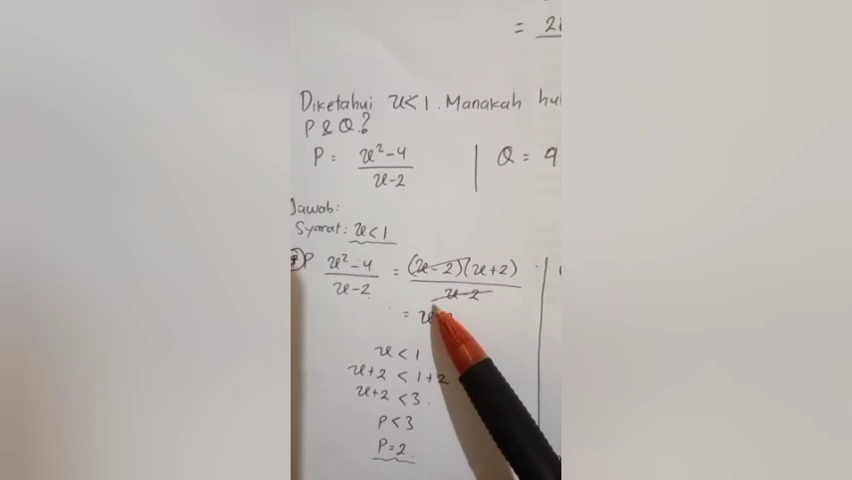 = 2
Diketahui x<1. Manakah
P & Q?
P = x²-4 / x-2 | Q = 9
Jawab:
Syarat: x<1
P x²-4 / x-2 = (x-2)(x+2) / x-2
= x
x < 1
x+2 < 1+2
x+2 < 3.
P < 3
P = 2.